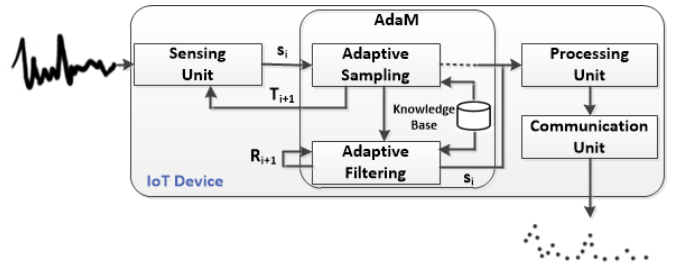 AdaM
Sensing
Unit
sᵢ
Adaptive
Sampling
Processing
Unit
Tᵢ₊₁
Knowledge
Base
Communication
Unit
Rᵢ₊₁
Adaptive
Filtering
sᵢ
IoT Device